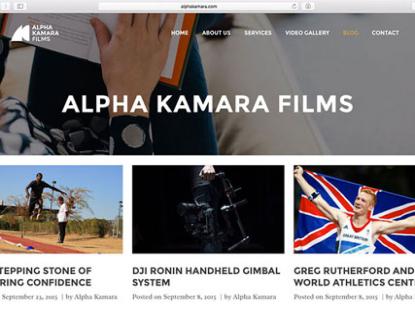 alphakamara.com
ALPHA
KAMARA
FILMS
HOME ABOUT US SERVICES VIDEO GALLERY BLOG CONTACT
ALPHA KAMARA FILMS
TEPPING STONE OF
RING CONFIDENCE
September 23, 2015 | by Alpha Kamara
DJI RONIN HANDHELD GIMBAL
SYSTEM
Posted on September 8, 2015 | by Alpha Kamara
GREG RUTHERFORD AND
WORLD ATHLETICS CENT
Posted on September 8, 2015 | by Alpha